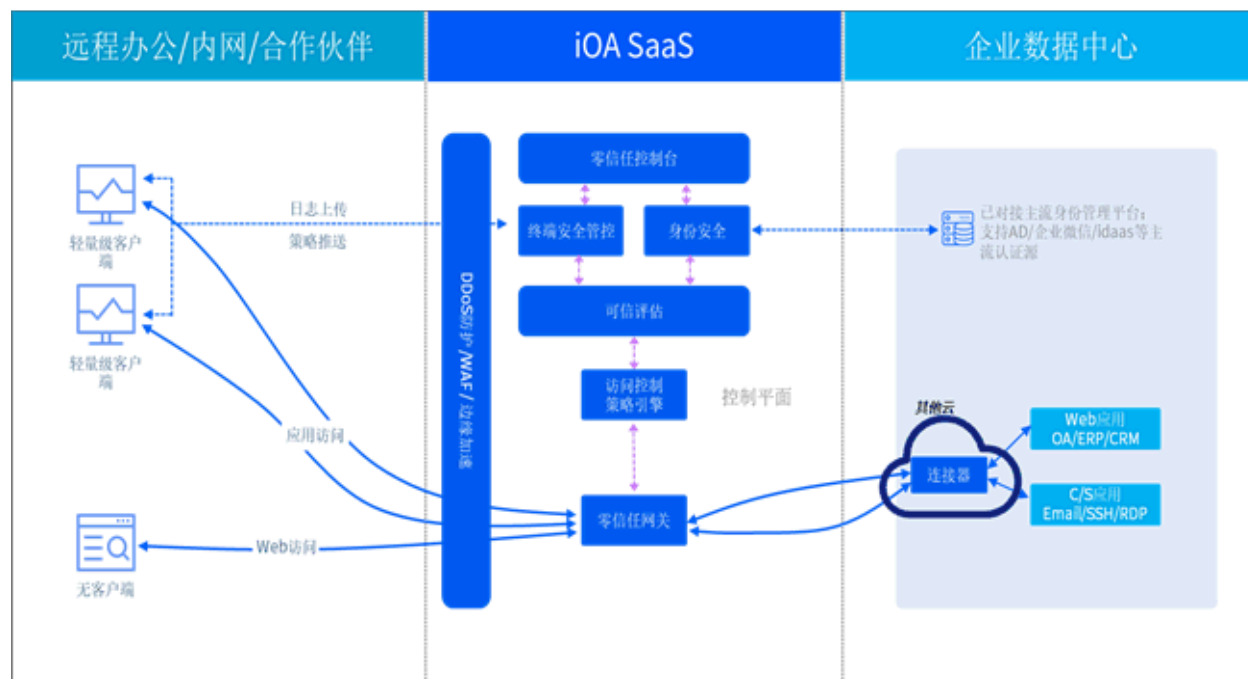 远程办公/内网/合作伙伴
iOA SaaS
企业数据中心
零信任控制台
轻量级客户
端
日志上传
策略推送
终端安全管控
身份安全
已对接主流身份管理平台;
支持AD/企业微信/idaas等主
流认证源
DDoS防护 /WAF / 边缘加速
可信评估
轻量级客户
端
访问控制
策略引擎
控制平面
其他云
Web应用
OA/ERP/CRM
应用访问
连接器
C/S应用
Email/SSH/RDP
零信任网关
Web访问
无客户端